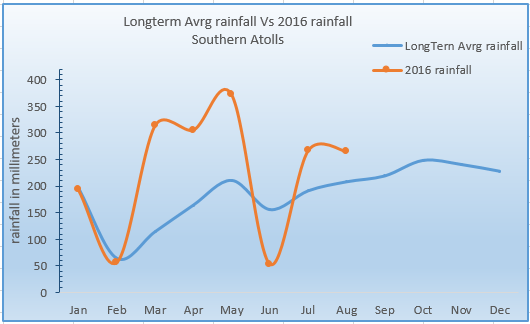 Longterm Avrg rainfall Vs 2016 rainfall
Southern Atolls
LongTern Avrg rainfall
2016 rainfall
rainfall in millimeters
400
350
300
250
200
150
100
50
0
Jan Feb Mar Apr May Jun Jul Aug Sep Oct Nov Dec